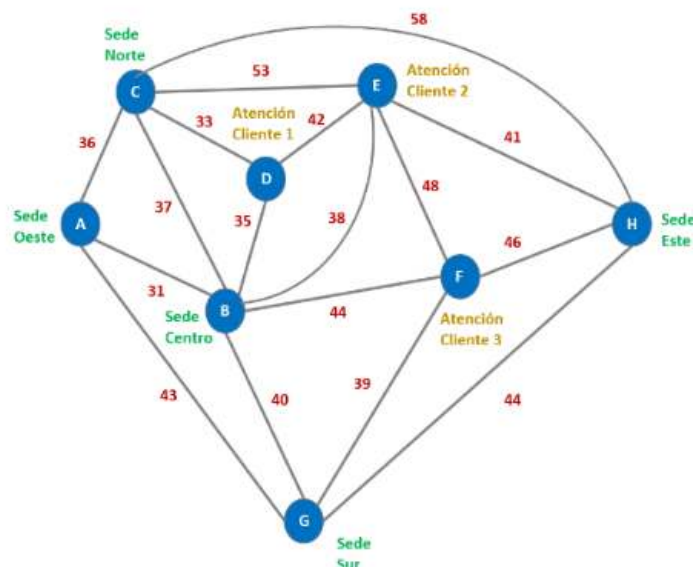 58
Sede
Norte
53
C
E
Atención
Cliente 2
Atención
Cliente 1
33
42
41
36
D
48
37
35
38
Sede
Oeste
A
H
Sede
Este
46
31
F
B
Sede
Centro
44
Atención
Cliente 3
43
40
39
44
G
Sede
Sur